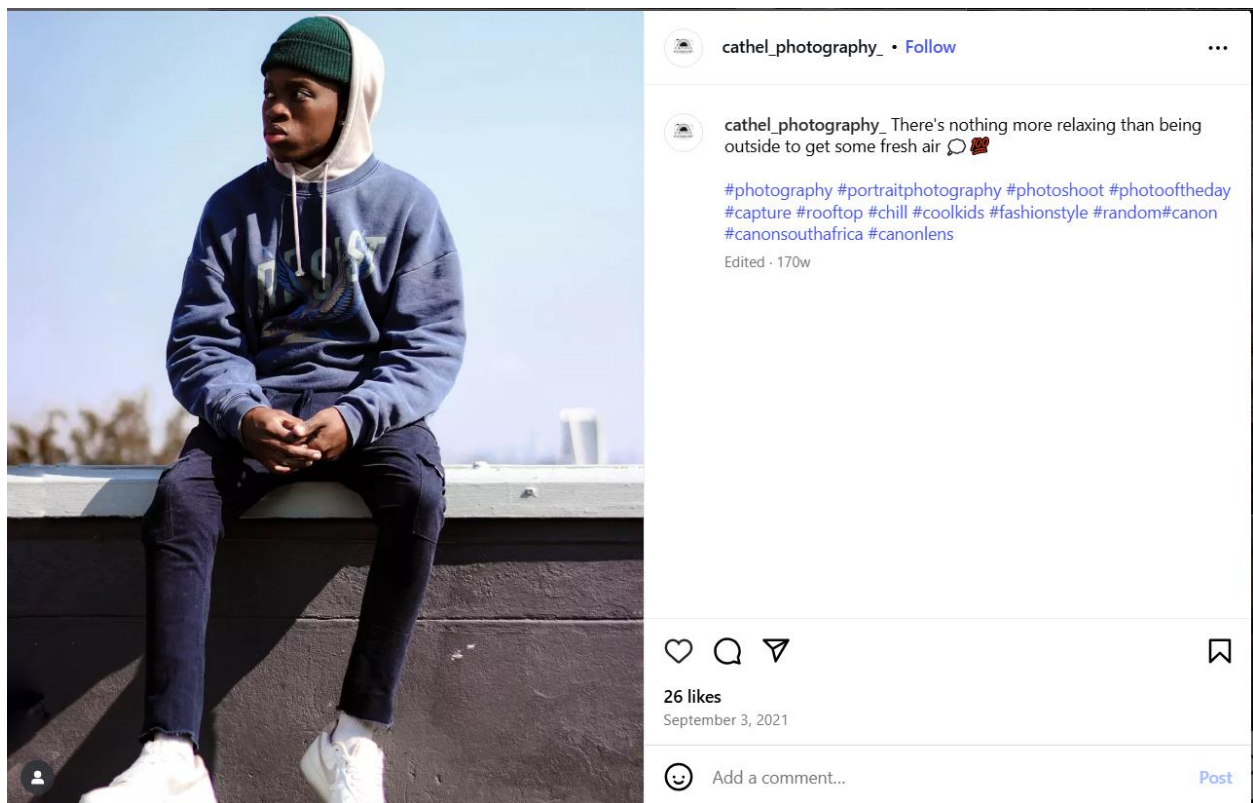 RESIST
cathel_photography_ • Follow
cathel_photography_ There's nothing more relaxing than being
outside to get some fresh air 💭💯
#photography #portraitphotography #photoshoot #photooftheday
#capture #rooftop #chill #coolkids #fashionstyle #random#canon
#canonsouthafrica #canonlens
Edited · 170w
26 likes
September 3, 2021
Add a comment...
Post